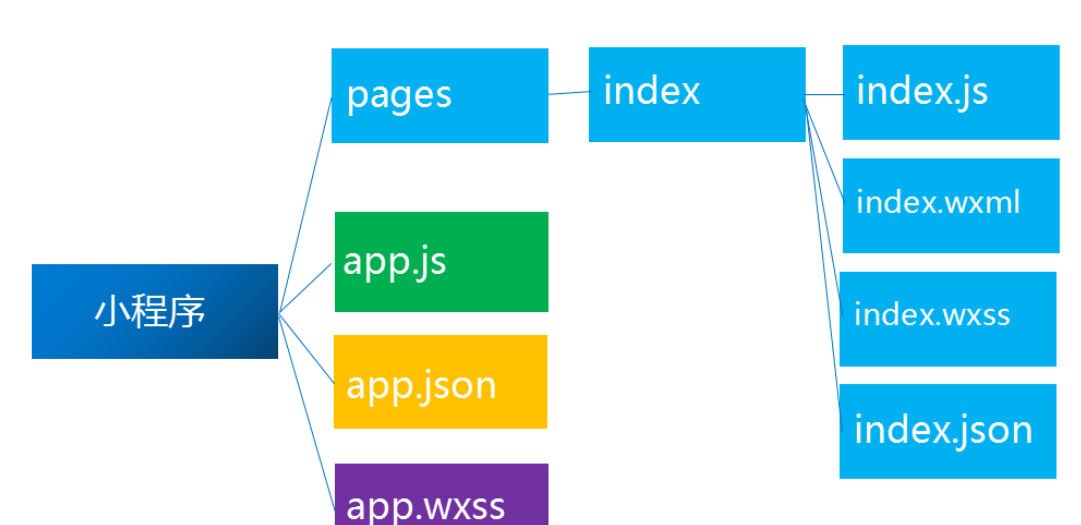 小程序
pages
app.js
app.json
app.wxss
index
index.js
index.wxml
index.wxss
index.json